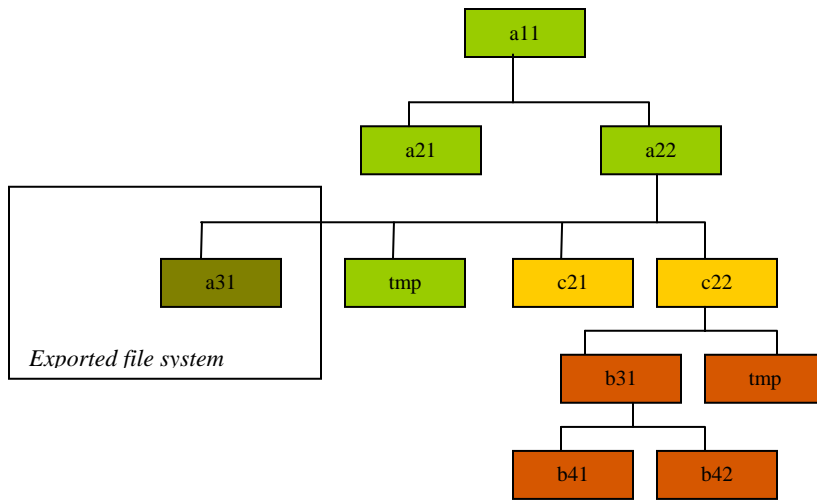 a11
a21
a22
a31
tmp
c21
c22
Exported file system
b31
tmp
b41
b42